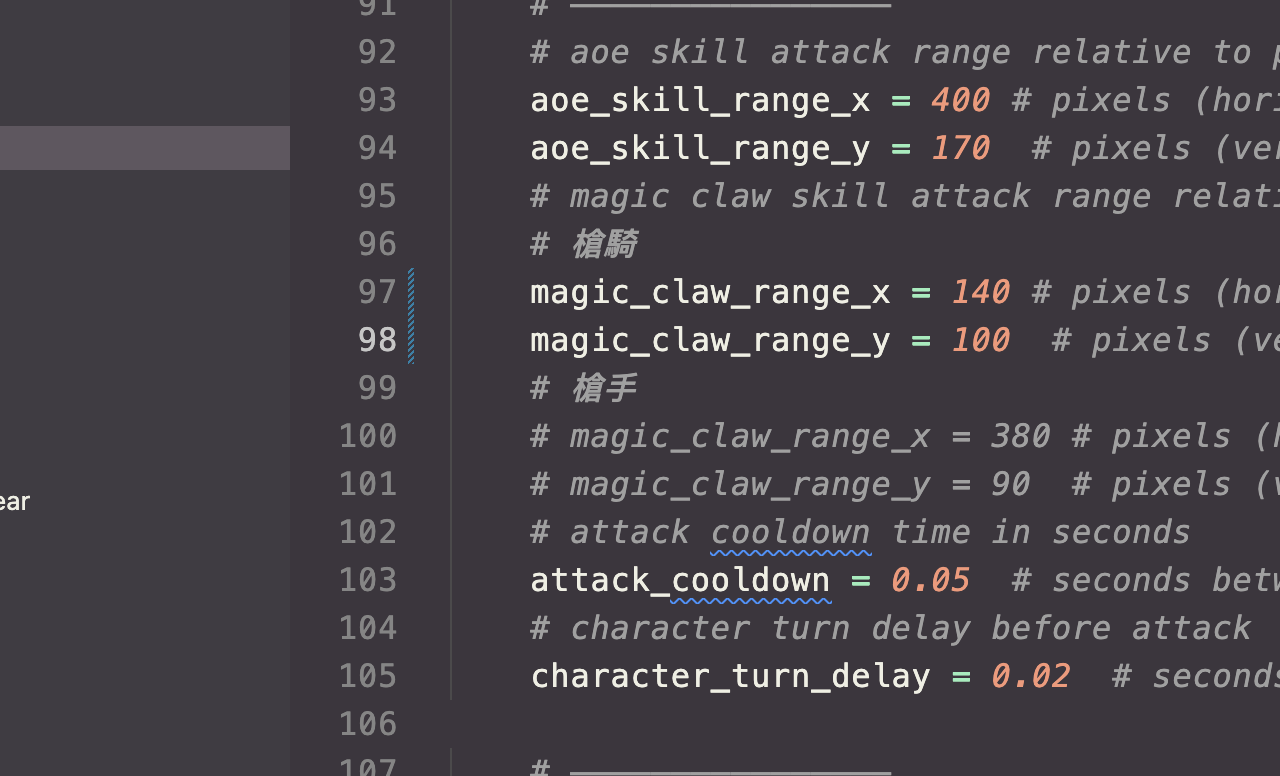 91 # ————————————————
92 # aoe skill attack range relative to
93 aoe_skill_range_x = 400 # pixels (hori
94 aoe_skill_range_y = 170  # pixels (ver
95 # magic claw skill attack range relati
96 # 槍騎
97 magic_claw_range_x = 140 # pixels (hor
98 magic_claw_range_y = 100  # pixels (ve
99 # 槍手
100 # magic_claw_range_x = 380 # pixels (h
ear
101 # magic_claw_range_y = 90  # pixels (v
102 # attack cooldown time in seconds
103 attack_cooldown = 0.05  # seconds betw
104 # character turn delay before attack
105 character_turn_delay = 0.02  # seconds
106
107 # ————————————————